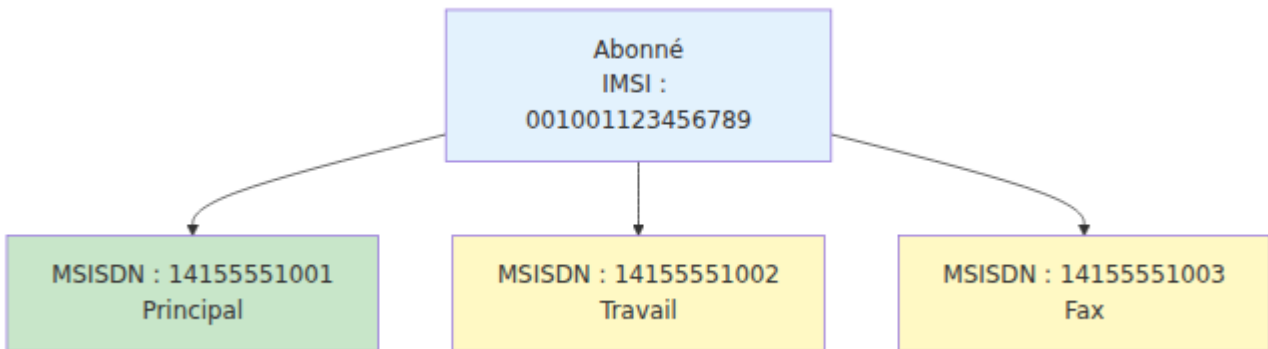 Abonné
IMSI :
001001123456789
MSISDN : 14155551001
Principal
MSISDN : 14155551002
Travail
MSISDN : 14155551003
Fax